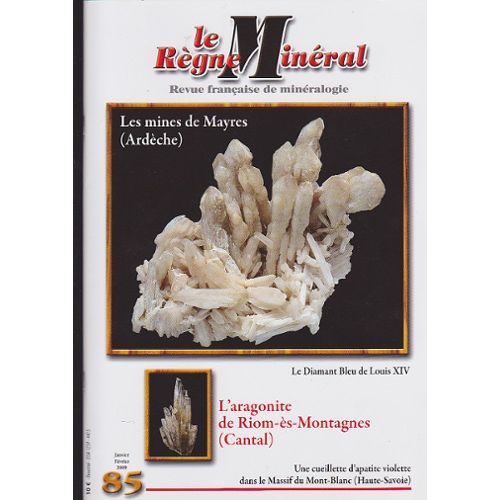 le
Règne Minéral
Revue française de minéralogie
Les mines de Mayres
(Ardèche)
Le Diamant Bleu de Louis XIV
L'aragonite
de Riom-ès-Montagnes
(Cantal)
Janvier
Février
2009
85
Une cueillette d'apatite violette
dans le Massif du Mont-Blanc (Haute-Savoie)
10 €